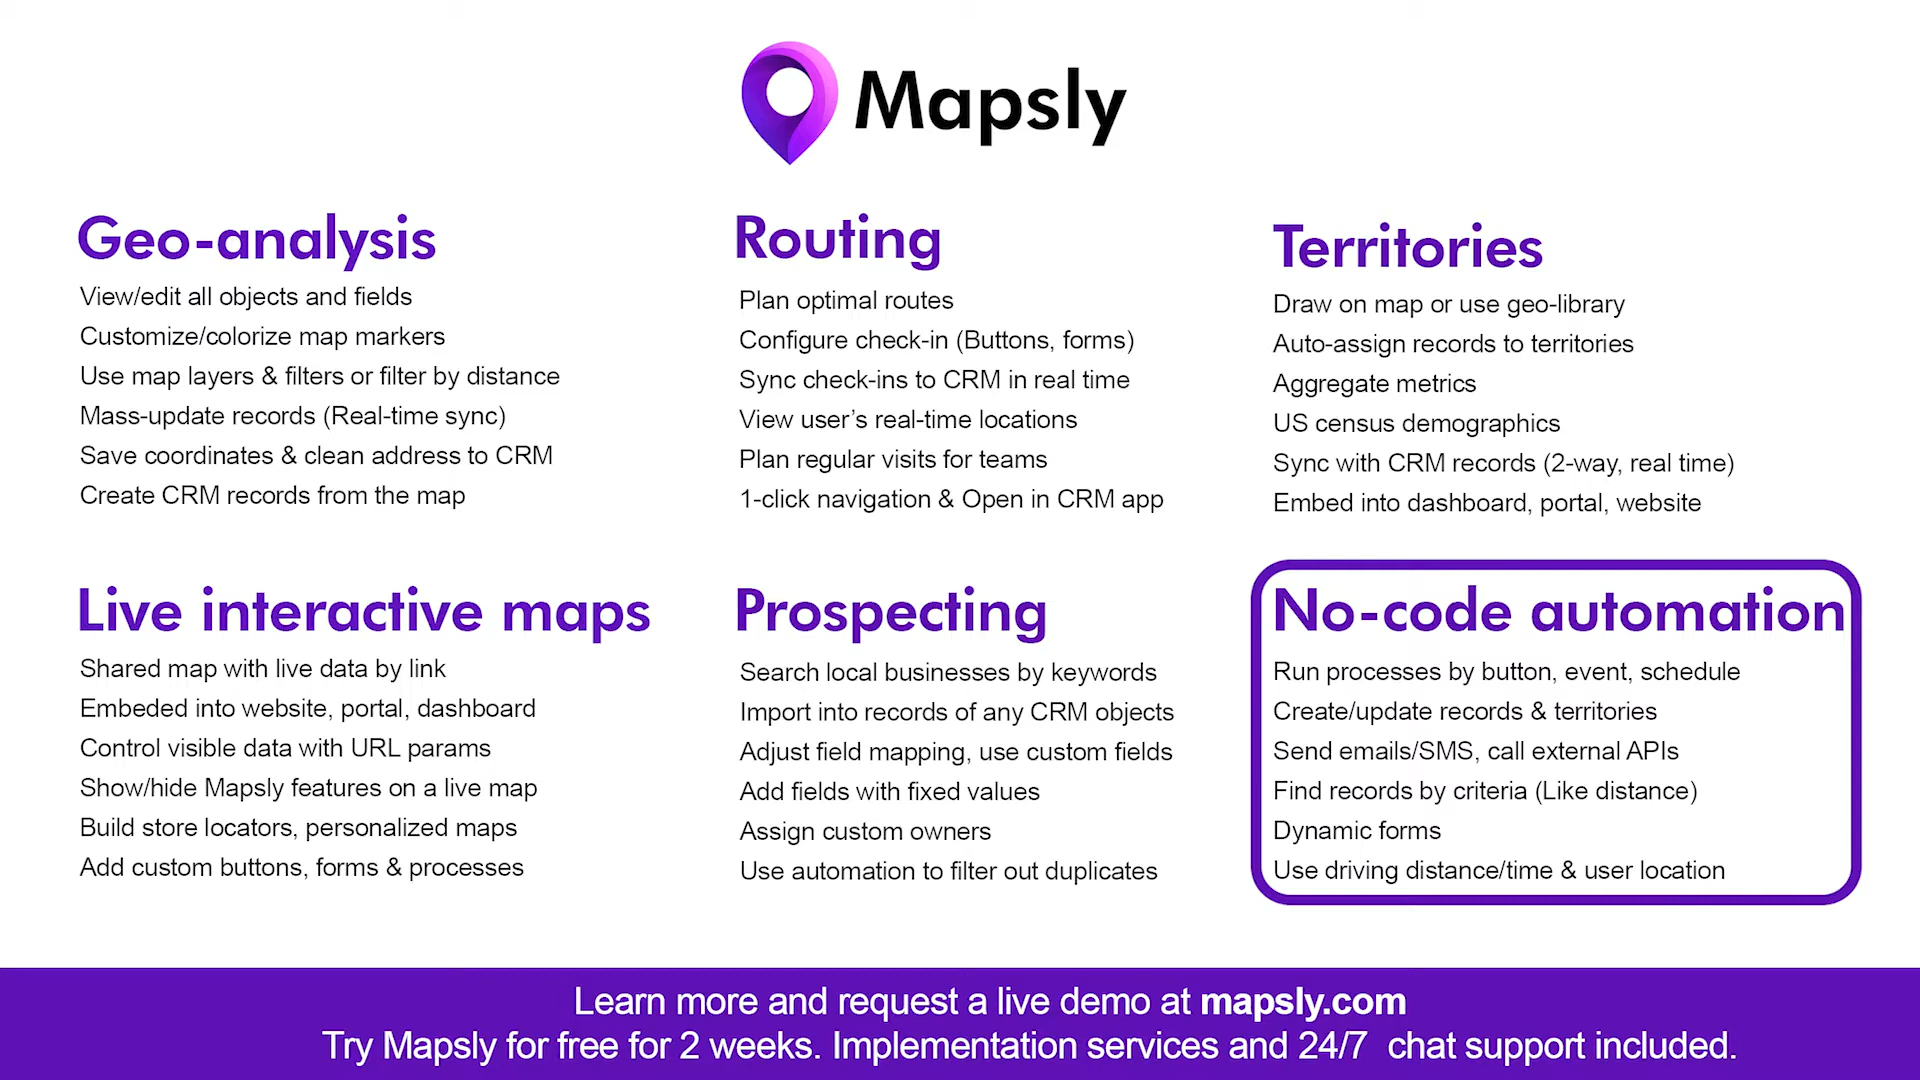 Mapsly
Geo-analysis
View/edit all objects and fields
Customize/colorize map markers
Use map layers & filters or filter by distance
Mass-update records (Real-time sync)
Save coordinates & clean address to CRM
Create CRM records from the map
Routing
Plan optimal routes
Configure check-in (Buttons, forms)
Sync check-ins to CRM in real time
View user’s real-time locations
Plan regular visits for teams
1-click navigation & Open in CRM app
Territories
Draw on map or use geo-library
Auto-assign records to territories
Aggregate metrics
US census demographics
Sync with CRM records (2-way, real time)
Embed into dashboard, portal, website
Live interactive maps
Shared map with live data by link
Embeded into website, portal, dashboard
Control visible data with URL params
Show/hide Mapsly features on a live map
Build store locators, personalized maps
Add custom buttons, forms & processes
Prospecting
Search local businesses by keywords
Import into records of any CRM objects
Adjust field mapping, use custom fields
Add fields with fixed values
Assign custom owners
Use automation to filter out duplicates
No-code automation
Run processes by button, event, schedule
Create/update records & territories
Send emails/SMS, call external APIs
Find records by criteria (Like distance)
Dynamic forms
Use driving distance/time & user location
Learn more and request a live demo at mapsly.com
Try Mapsly for free for 2 weeks. Implementation services and 24/7  chat support included.